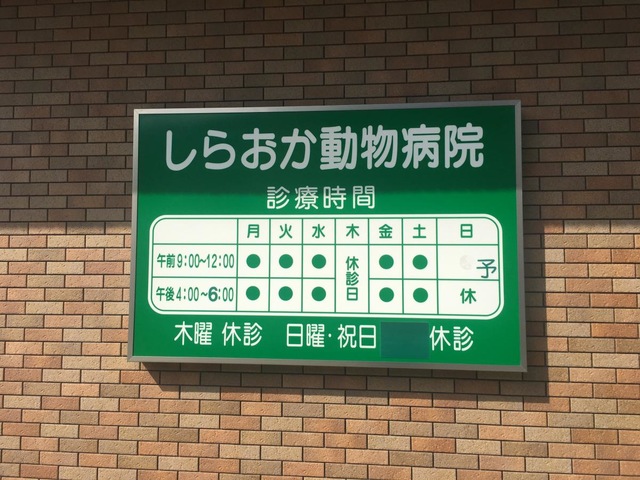 しらおか動物病院
診療時間
月 火 水 木 金 土 日
午前 9:00~12:00 ● ● ● 休診日 ● ● 予
午後 4:00~6:00 ● ● ● ● ● 休
木曜 休診 日曜・祝日 休診